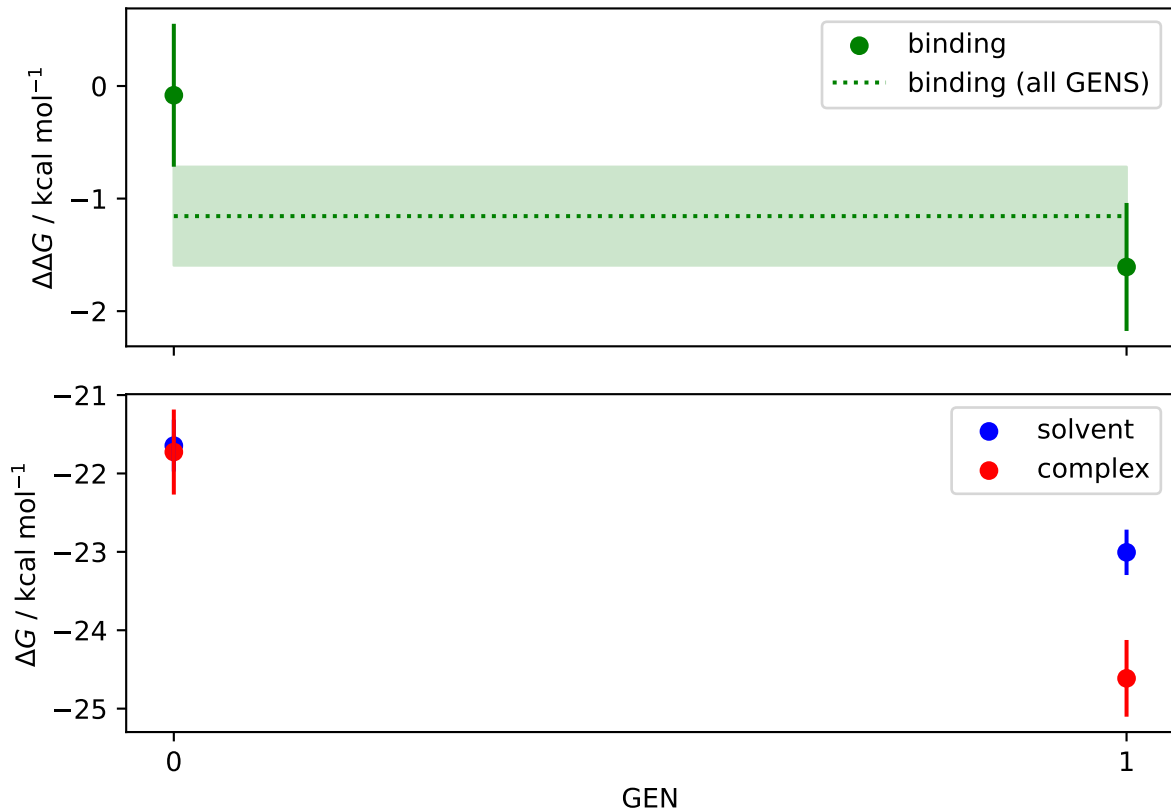 binding
binding (all GENS)
ΔΔG / kcal mol⁻¹
0
−1
−2
solvent
complex
ΔG / kcal mol⁻¹
−21
−22
−23
−24
−25
0
1
GEN